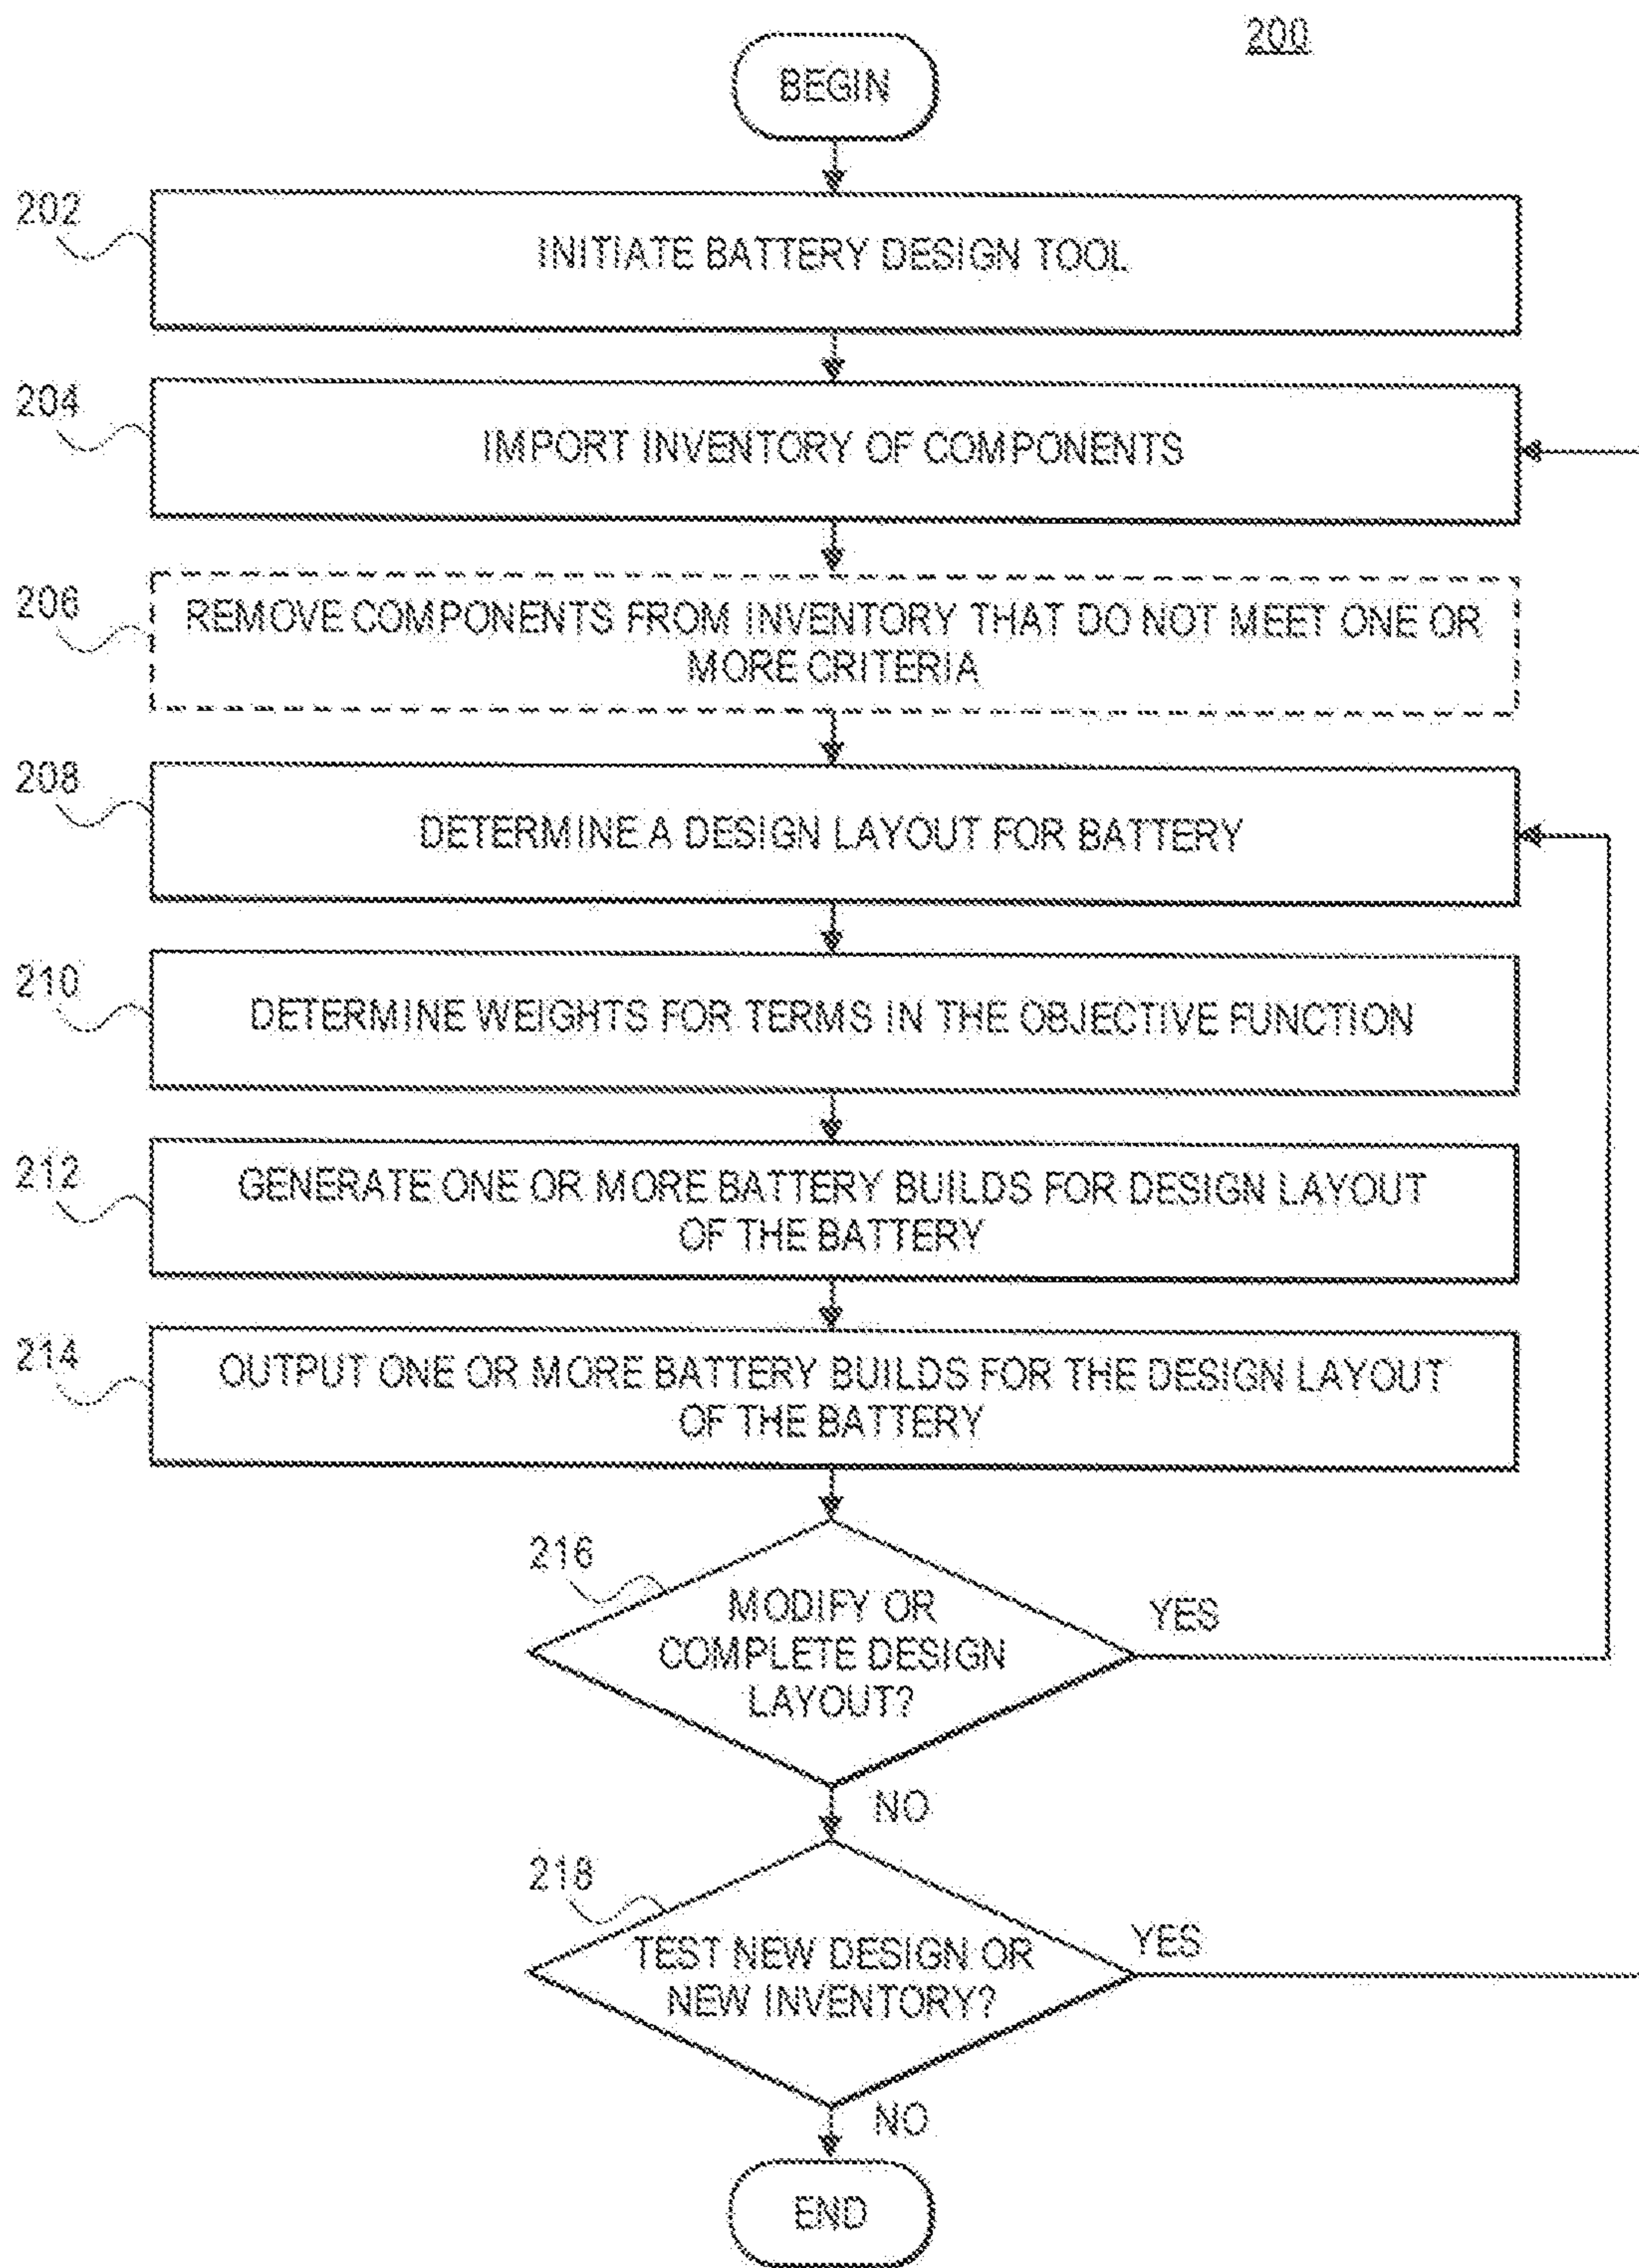 200
BEGIN
202
INITIATE BATTERY DESIGN TOOL
204
IMPORT INVENTORY OF COMPONENTS
206
REMOVE COMPONENTS FROM INVENTORY THAT DO NOT MEET ONE OR
MORE CRITERIA
208
DETERMINE A DESIGN LAYOUT FOR BATTERY
210
DETERMINE WEIGHTS FOR TERMS IN THE OBJECTIVE FUNCTION
212
GENERATE ONE OR MORE BATTERY BUILDS FOR DESIGN LAYOUT
OF THE BATTERY
214
OUTPUT ONE OR MORE BATTERY BUILDS FOR THE DESIGN LAYOUT
OF THE BATTERY
216
MODIFY OR
COMPLETE DESIGN
LAYOUT?
YES
NO
218
TEST NEW DESIGN OR
NEW INVENTORY?
YES
NO
END